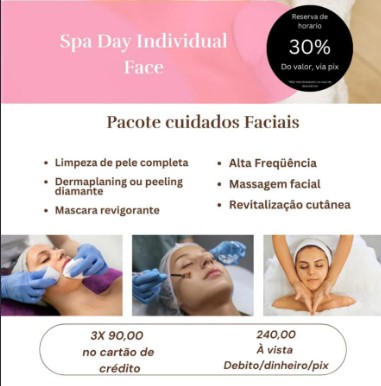 Spa Day Individual
Face
Reserva de
horario
30%
Do valor, via pix
Pacote cuidados Faciais
• Limpeza de pele completa
• Dermaplaning ou peeling
diamante
• Mascara revigorante
• Alta Freqüência
• Massagem facial
• Revitalização cutânea
3X 90,00
no cartão de
crédito
240,00
À vista
Debito/dinheiro/pix